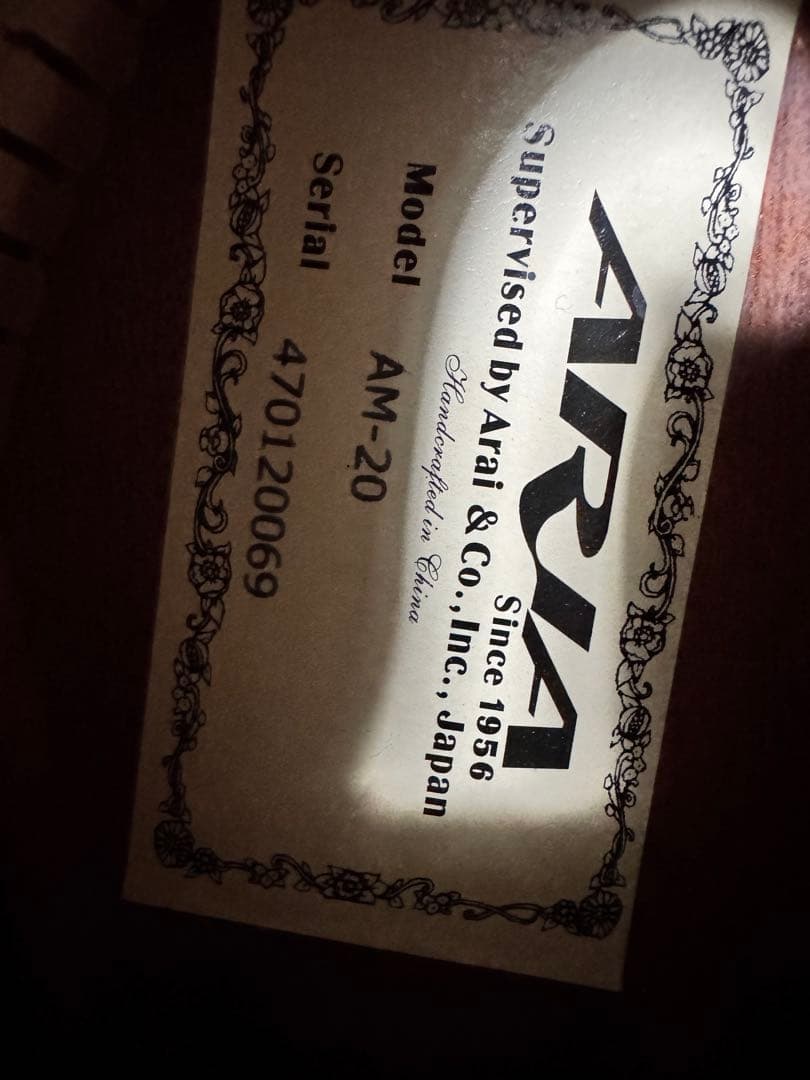 ARIA
Since 1956
Supervised by Arai & Co., Inc., Japan
Handcrafted in China
Model AM-20
Serial 470120069